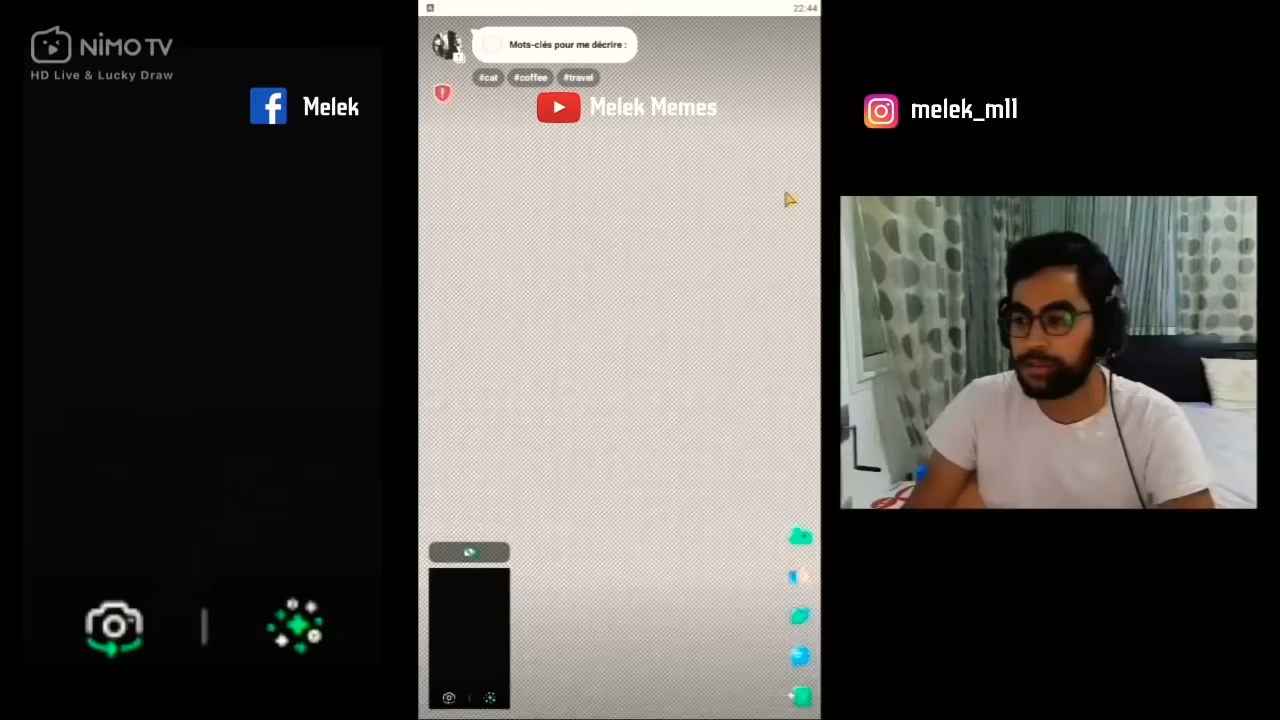 NIMO TV
HD Live & Lucky Draw
22:44
Mots-clés pour me décrire :
#cat #coffee #travel
Melek
Melek Memes
melek_m11